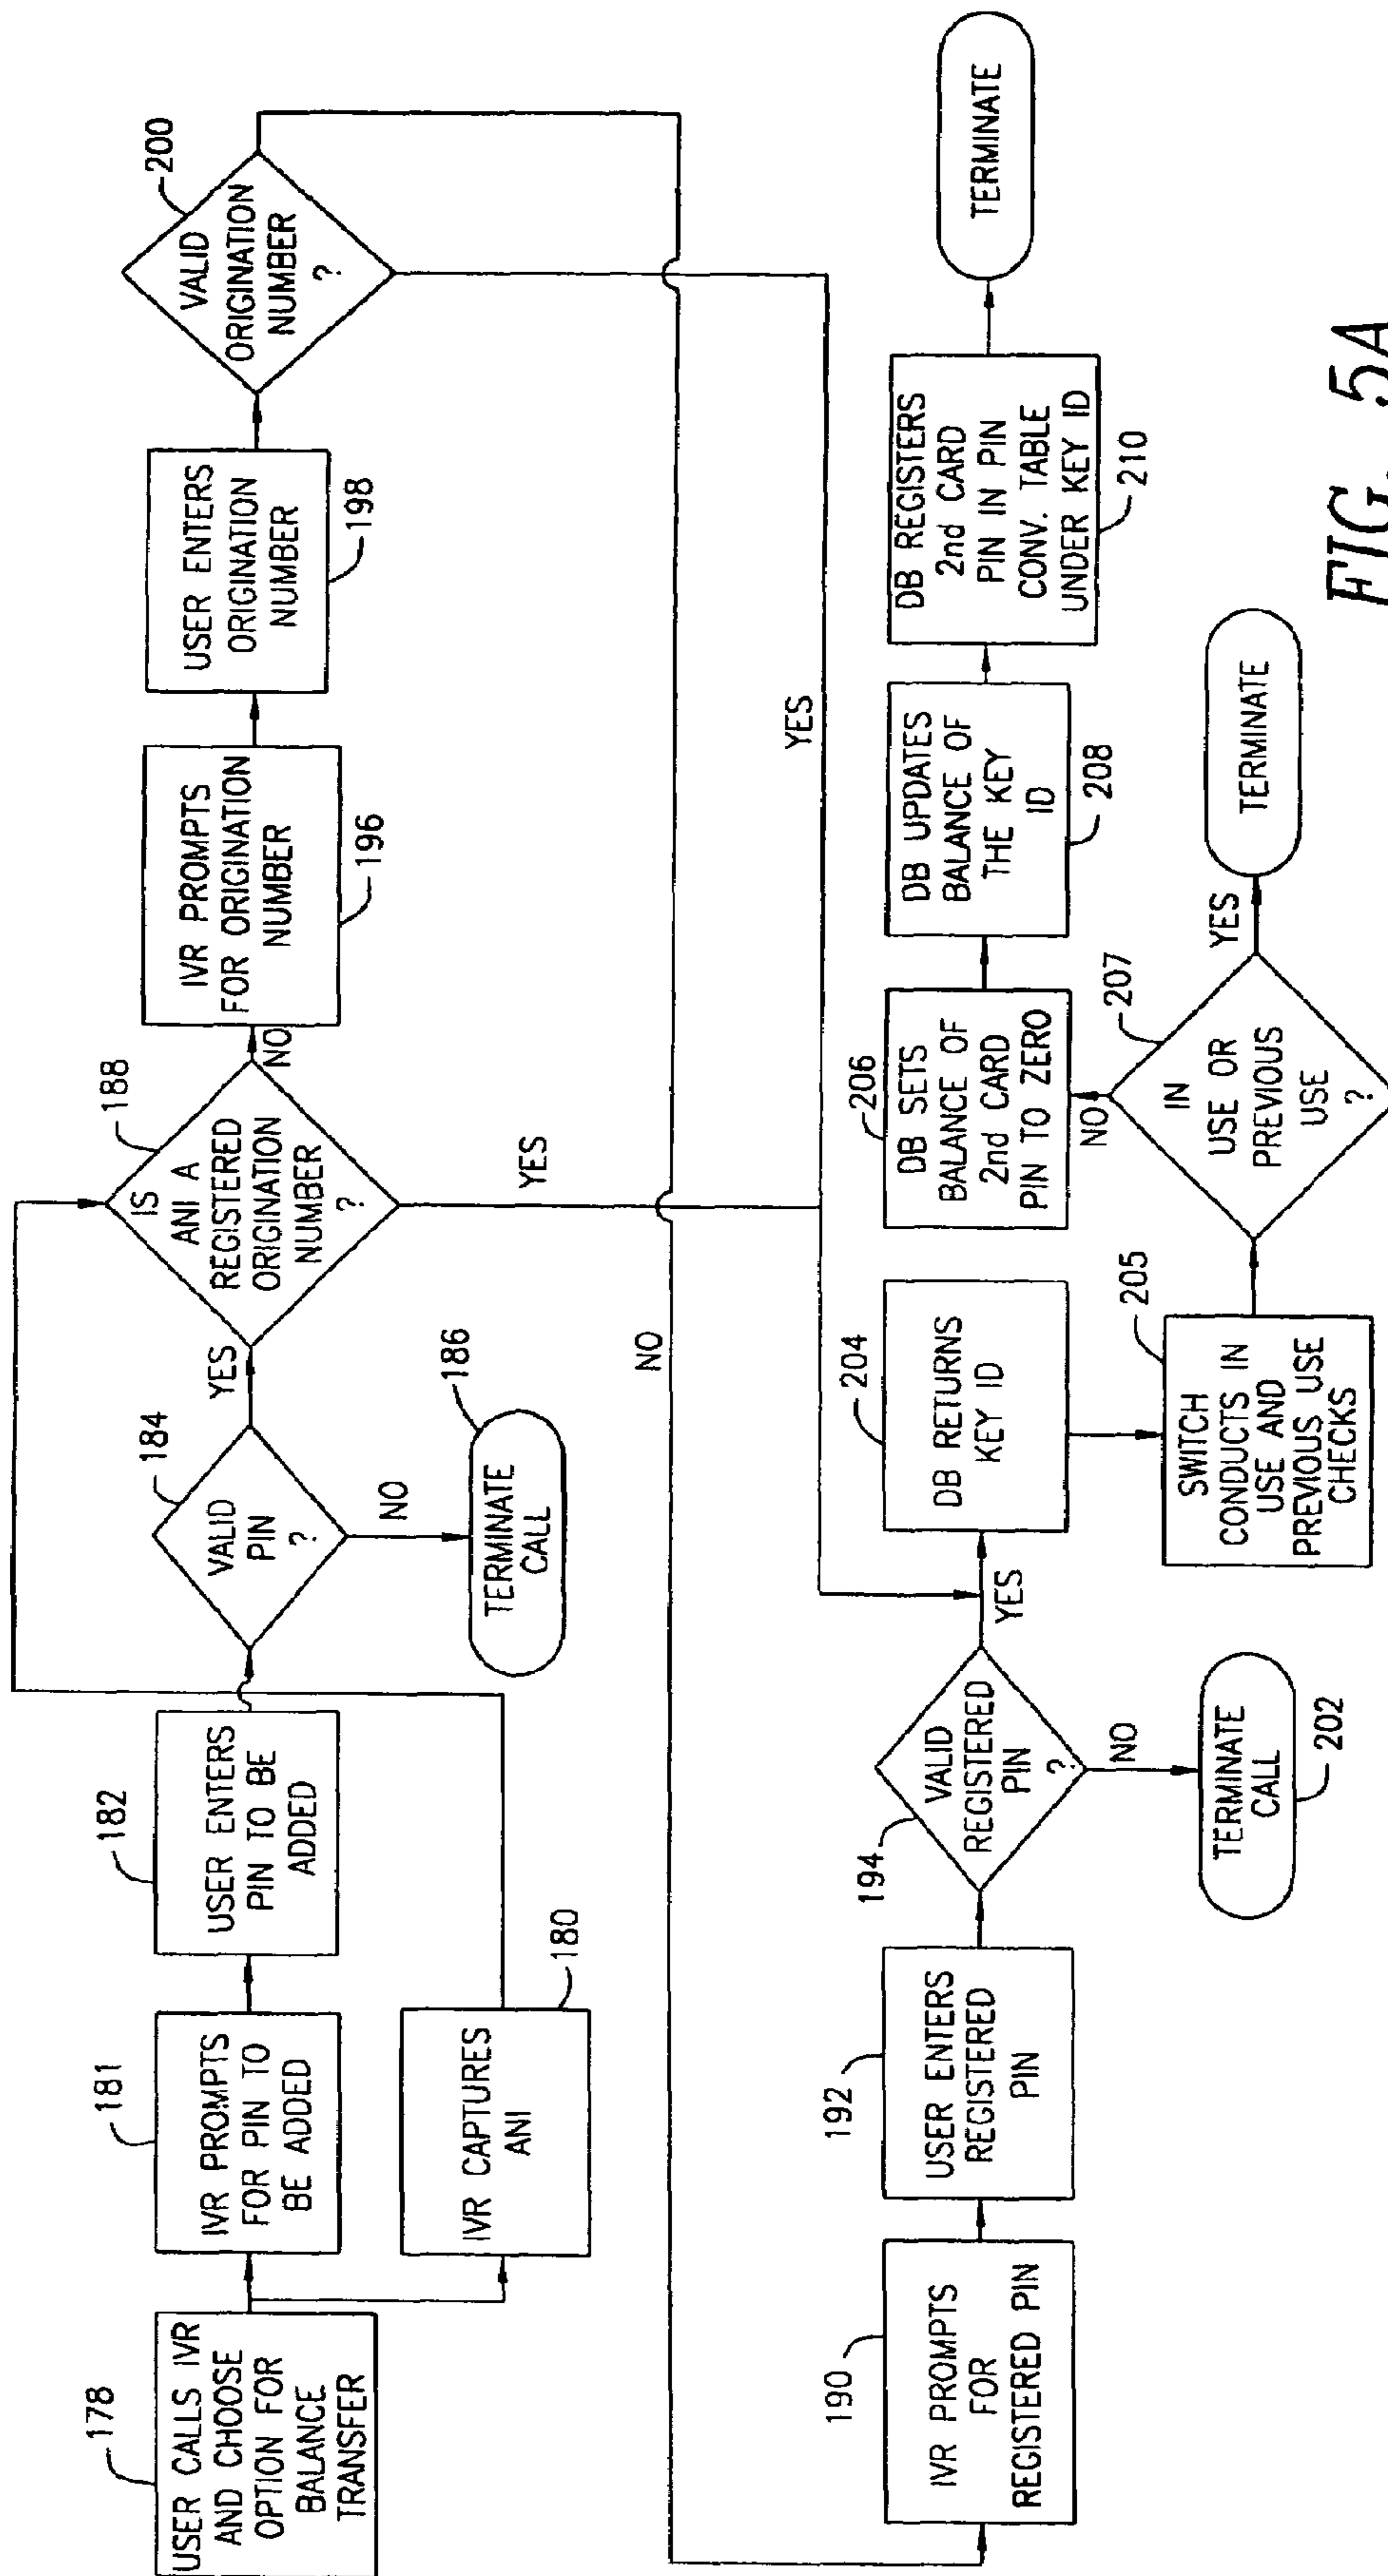 178
USER CALLS IVR
AND CHOOSE
OPTION FOR
BALANCE
TRANSFER
181
IVR PROMPTS
FOR PIN TO
BE ADDED
182
USER ENTERS
PIN TO BE
ADDED
IVR CAPTURES
ANI
180
184
VALID
PIN
?
YES
NO
TERMINATE
CALL
186
188
IS
ANI A
REGISTERED
ORIGINATION
NUMBER
?
NO
YES
IVR PROMPTS
FOR ORIGINATION
NUMBER
196
USER ENTERS
ORIGINATION
NUMBER
198
200
VALID
ORIGINATION
NUMBER
?
NO
YES
190
IVR PROMPTS
FOR
REGISTERED PIN
192
USER ENTERS
REGISTERED
PIN
194
VALID
REGISTERED
PIN
?
YES
NO
TERMINATE
CALL
202
204
DB RETURNS
KEY ID
205
SWITCH
CONDUCTS IN
USE AND
PREVIOUS USE
CHECKS
207
IN
USE OR
PREVIOUS
USE
?
NO
YES
TERMINATE
206
DB SETS
BALANCE OF
2nd CARD
PIN TO ZERO
DB UPDATES
BALANCE OF
THE KEY
ID
208
DB REGISTERS
2nd CARD
PIN IN PIN
CONV. TABLE
UNDER KEY ID
210
TERMINATE
FIG. 5A